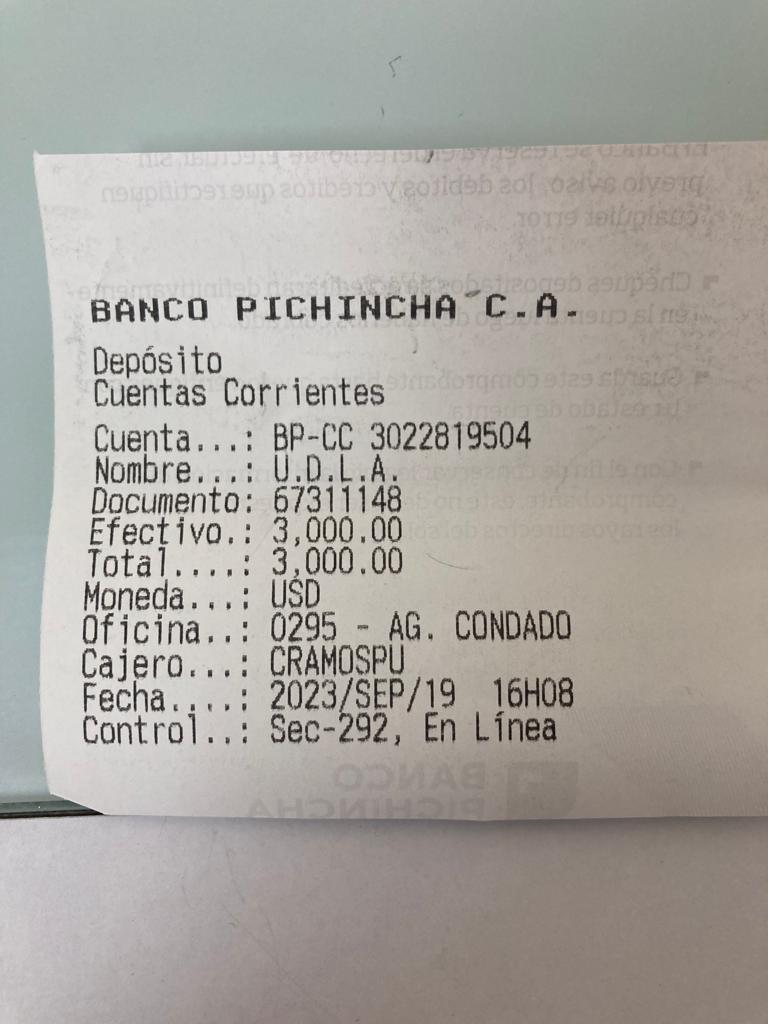 BANCO PICHINCHA C.A.
Depósito
Cuentas Corrientes
Cuenta...: BP-CC 3022819504
Nombre...: U.D.L.A.
Documento: 67311148
Efectivo.: 3,000.00
Total....: 3,000.00
Moneda...: USD
Oficina..: 0295 - AG. CONDADO
Cajero...: CRAMOSPU
Fecha....: 2023/SEP/19 16H08
Control..: Sec-292, En Línea
BANCO
PICHINCHA